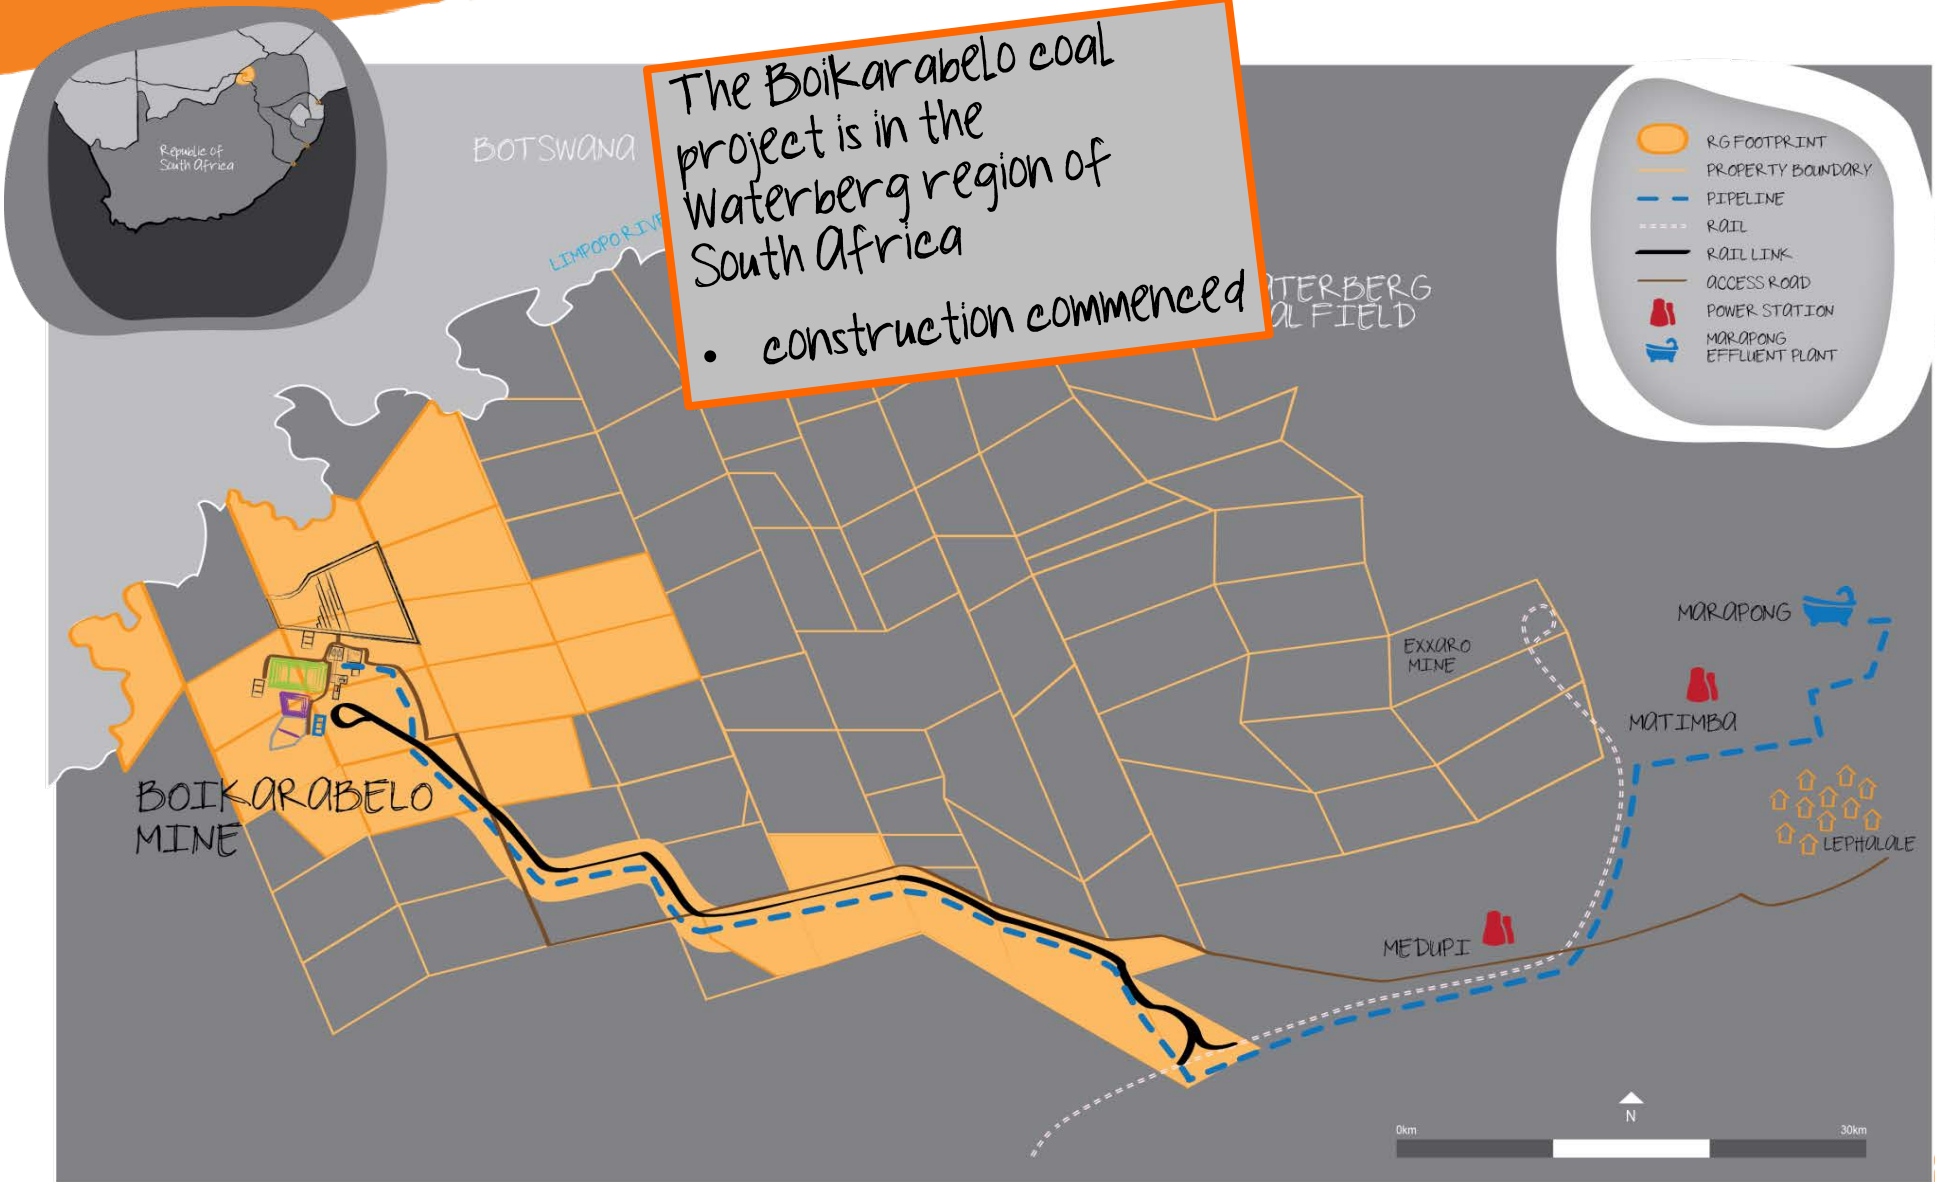 Republic of
South Africa
BOTSWANA
LIMPOPO RIVE
The Boikarabelo coal
project is in the
Waterberg region of
South Africa
• construction commenced
ATERBERG
AL FIELD
RG FOOTPRINT
PROPERTY BOUNDARY
PIPELINE
RAIL
RAIL LINK
ACCESS ROAD
POWER STATION
MARAPONG
EFFLUENT PLANT
MARAPONG
EXXARO
MINE
MATIMBA
BOIKARABELO
MINE
LEPHALALE
MEDUPI
N
0km
30km